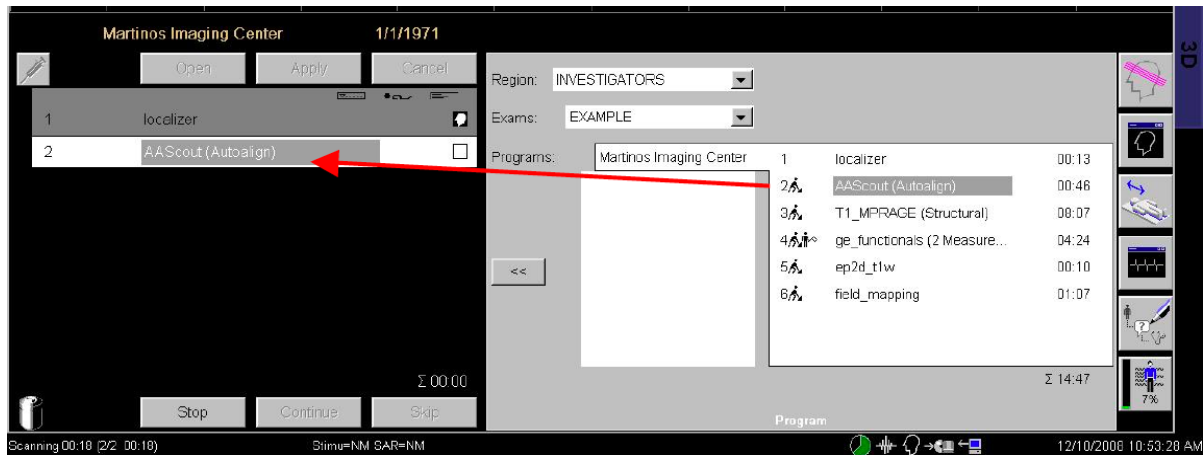 Martinos Imaging Center 1/1/1971
3D
Open Apply Cancel
1 localizer
2 AAScout (Autoalign)
Σ 00:00
Stop Continue Skip
Region: INVESTIGATORS
Exams: EXAMPLE
Programs: Martinos Imaging Center
<<
1 localizer 00:13
2 AAScout (Autoalign) 00:46
3 T1_MPRAGE (Structural) 08:07
4 ge_functionals (2 Measure... 04:24
5 ep2d_t1w 00:10
6 field_mapping 01:07
Σ 14:47
Program
?
7%
Scanning 00:18 (2/2 00:18) Stimu=NM SAR=NM 12/10/2008 10:53:28 AM